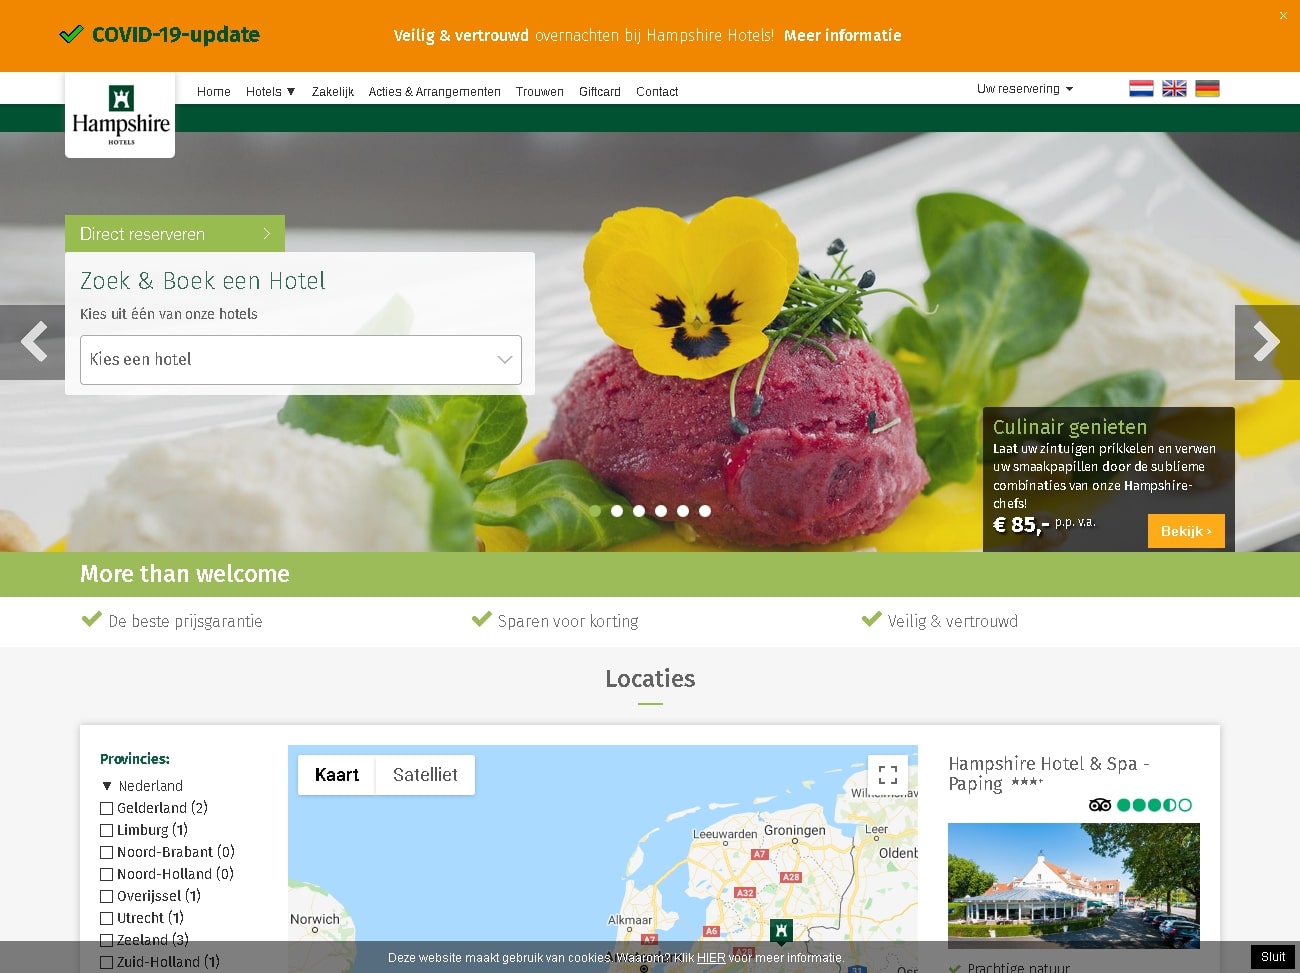 COVID-19-update
Veilig & vertrouwd overnachten bij Hampshire Hotels! Meer informatie
×
Hampshire
HOTELS
Home Hotels ▼ Zakelijk Acties & Arrangementen Trouwen Giftcard Contact
Uw reservering
Direct reserveren
Zoek & Boek een Hotel
Kies uit één van onze hotels
Kies een hotel
Culinair genieten
Laat uw zintuigen prikkelen en verwen
uw smaakpapillen door de sublieme
combinaties van onze Hampshire-
chefs!
€ 85,- p.p. v.a.
Bekijk ›
More than welcome
De beste prijsgarantie
Sparen voor korting
Veilig & vertrouwd
Locaties
Provincies:
▼ Nederland
Gelderland (2)
Limburg (1)
Noord-Brabant (0)
Noord-Holland (0)
Overijssel (1)
Utrecht (1)
Zeeland (3)
Zuid-Holland (1)
Kaart
Satelliet
Leeuwarden
Groningen
Leer
Oldenb
A7
A28
A32
Norwich
Alkmaar
A6
A7
A28
Hampshire Hotel & Spa -
Paping
Prachtige natuur
Deze website maakt gebruik van cookies. Waarom? Klik HIER voor meer informatie.
Sluit